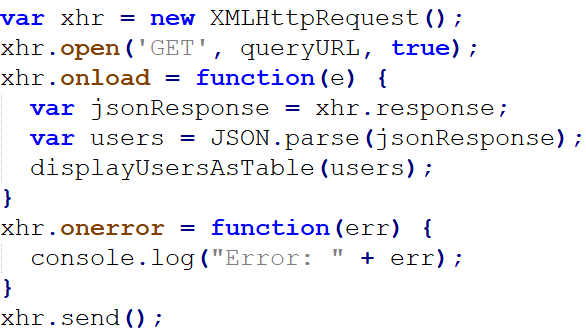 var xhr = new XMLHttpRequest();
xhr.open('GET', queryURL, true);
xhr.onload = function(e) {
  var jsonResponse = xhr.response;
  var users = JSON.parse(jsonResponse);
  displayUsersAsTable(users);
}
xhr.onerror = function(err) {
  console.log("Error: " + err);
}
xhr.send();